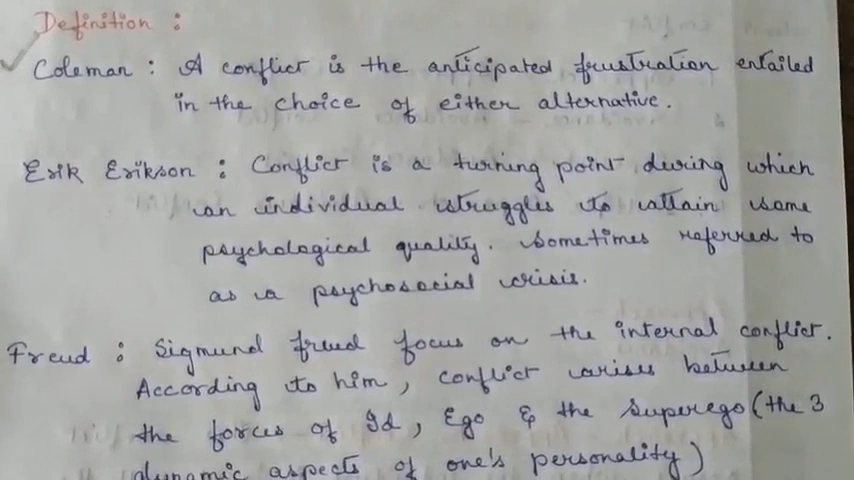 Definition :
Coleman : A conflict is the anticipated frustration entailed
in the choice of either alternative.
Erik Erikson : Conflict is a turning point during which
an individual struggles to attain some
psychological quality. Sometimes referred to
as a psychosocial crisis.
Freud : Sigmund freud focus on the internal conflict.
According to him, conflict arises between
the forces of Id, Ego & the Superego (the 3
dynamic aspects of one's personality)